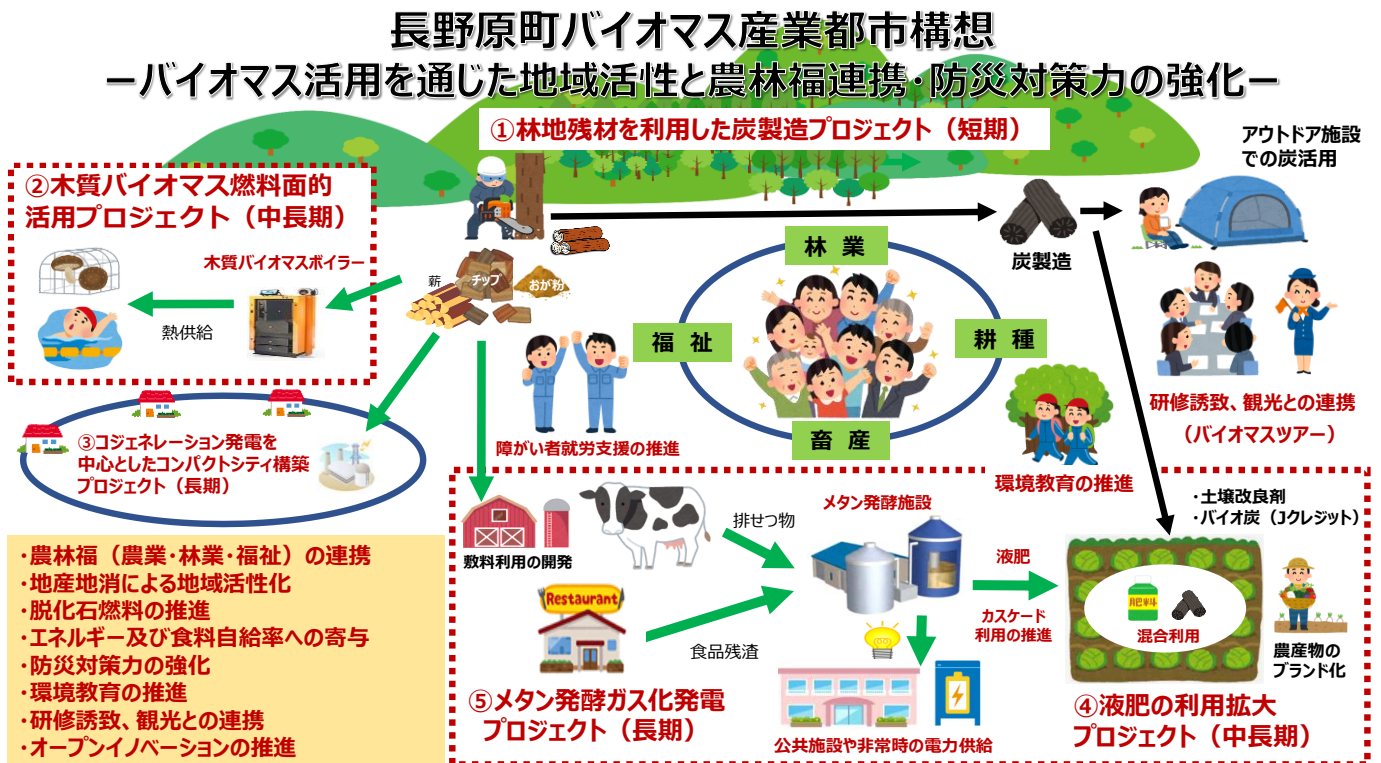 長野原町バイオマス産業都市構想
－バイオマス活用を通じた地域活性と農林福連携・防災対策力の強化－
①林地残材を利用した炭製造プロジェクト（短期）
アウトドア施設
での炭活用
②木質バイオマス燃料面的
活用プロジェクト（中長期）
木質バイオマスボイラー
熱供給
薪
チップ
おが粉
炭製造
林 業
福 祉
耕 種
畜 産
障がい者就労支援の推進
環境教育の推進
研修誘致、観光との連携
（バイオマスツアー）
③コジェネレーション発電を
中心としたコンパクトシティ構築
プロジェクト（長期）
・農林福（農業・林業・福祉）の連携
・地産地消による地域活性化
・脱化石燃料の推進
・エネルギー及び食料自給率への寄与
・防災対策力の強化
・環境教育の推進
・研修誘致、観光との連携
・オープンイノベーションの推進
敷料利用の開発
排せつ物
メタン発酵施設
Restaurant
食品残渣
液肥
カスケード
利用の推進
・土壌改良剤
・バイオ炭（Jクレジット）
肥料
混合利用
農産物の
ブランド化
⑤メタン発酵ガス化発電
プロジェクト（長期）
公共施設や非常時の電力供給
④液肥の利用拡大
プロジェクト（中長期）